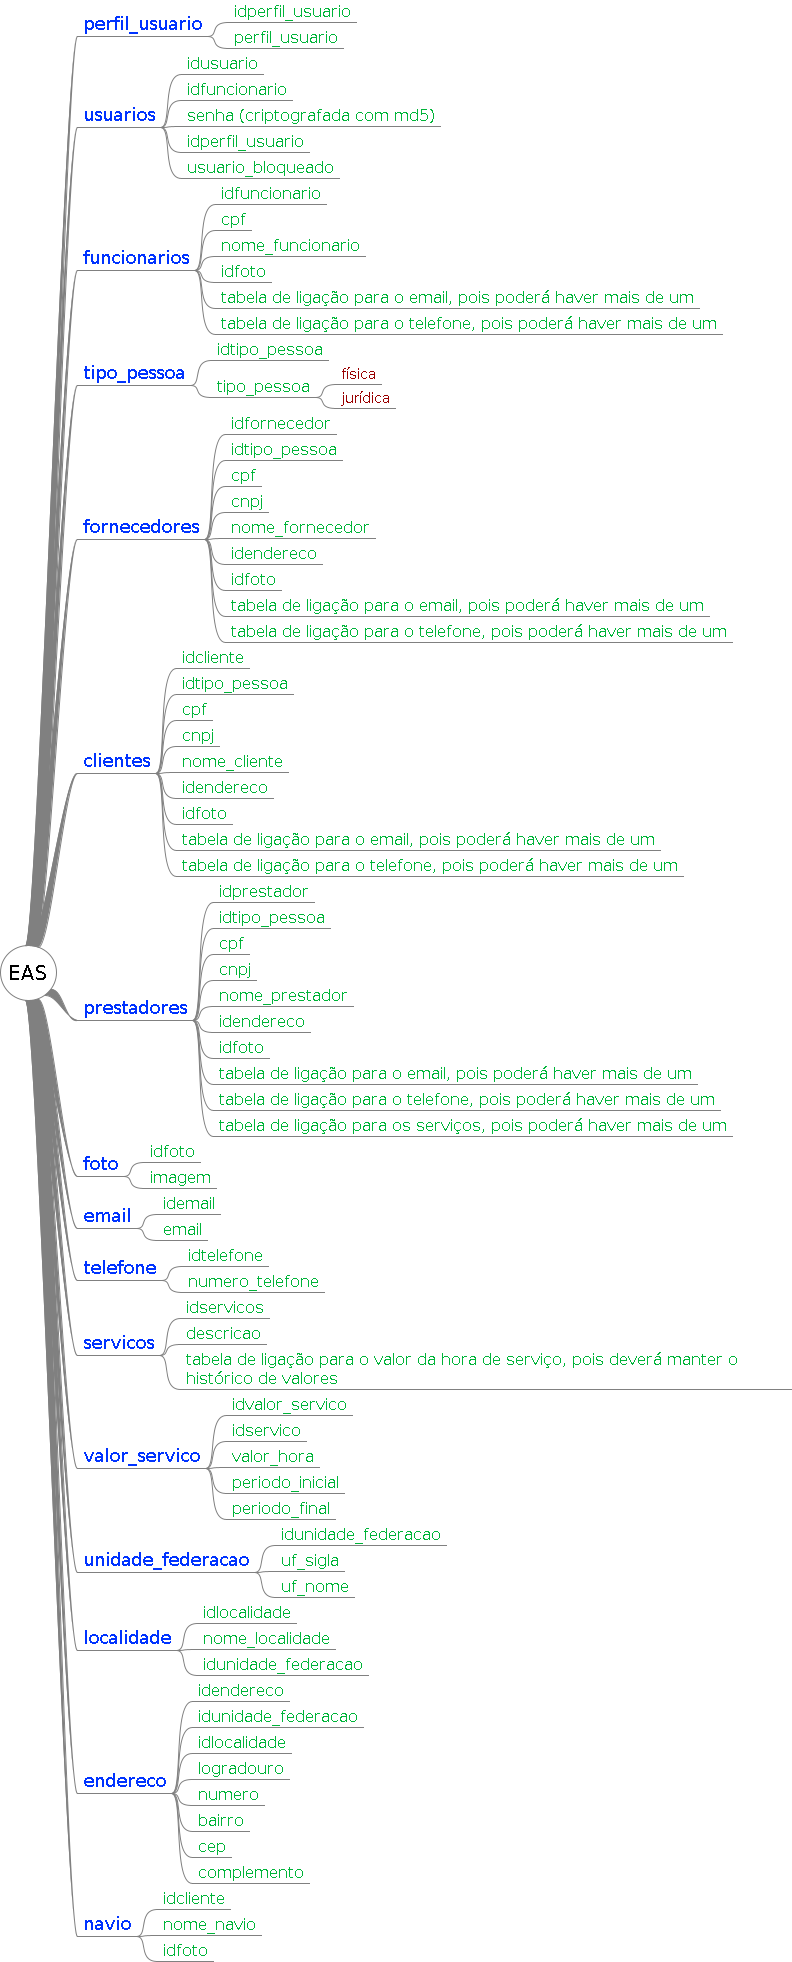 perfil_usuario
idperfil_usuario
perfil_usuario
usuarios
idusuario
idfuncionario
senha (criptografada com md5)
idperfil_usuario
usuario_bloqueado
funcionarios
idfuncionario
cpf
nome_funcionario
idfoto
tabela de ligação para o email, pois poderá haver mais de um
tabela de ligação para o telefone, pois poderá haver mais de um
tipo_pessoa
idtipo_pessoa
tipo_pessoa
física
jurídica
fornecedores
idfornecedor
idtipo_pessoa
cpf
cnpj
nome_fornecedor
idendereco
idfoto
tabela de ligação para o email, pois poderá haver mais de um
tabela de ligação para o telefone, pois poderá haver mais de um
clientes
idcliente
idtipo_pessoa
cpf
cnpj
nome_cliente
idendereco
idfoto
tabela de ligação para o email, pois poderá haver mais de um
tabela de ligação para o telefone, pois poderá haver mais de um
EAS
prestadores
idprestador
idtipo_pessoa
cpf
cnpj
nome_prestador
idendereco
idfoto
tabela de ligação para o email, pois poderá haver mais de um
tabela de ligação para o telefone, pois poderá haver mais de um
tabela de ligação para os serviços, pois poderá haver mais de um
foto
idfoto
imagem
email
idemail
email
telefone
idtelefone
numero_telefone
servicos
idservicos
descricao
tabela de ligação para o valor da hora de serviço, pois deverá manter o
histórico de valores
valor_servico
idvalor_servico
idservico
valor_hora
periodo_inicial
periodo_final
unidade_federacao
idunidade_federacao
uf_sigla
uf_nome
localidade
idlocalidade
nome_localidade
idunidade_federacao
endereco
idendereco
idunidade_federacao
idlocalidade
logradouro
numero
bairro
cep
complemento
navio
idcliente
nome_navio
idfoto